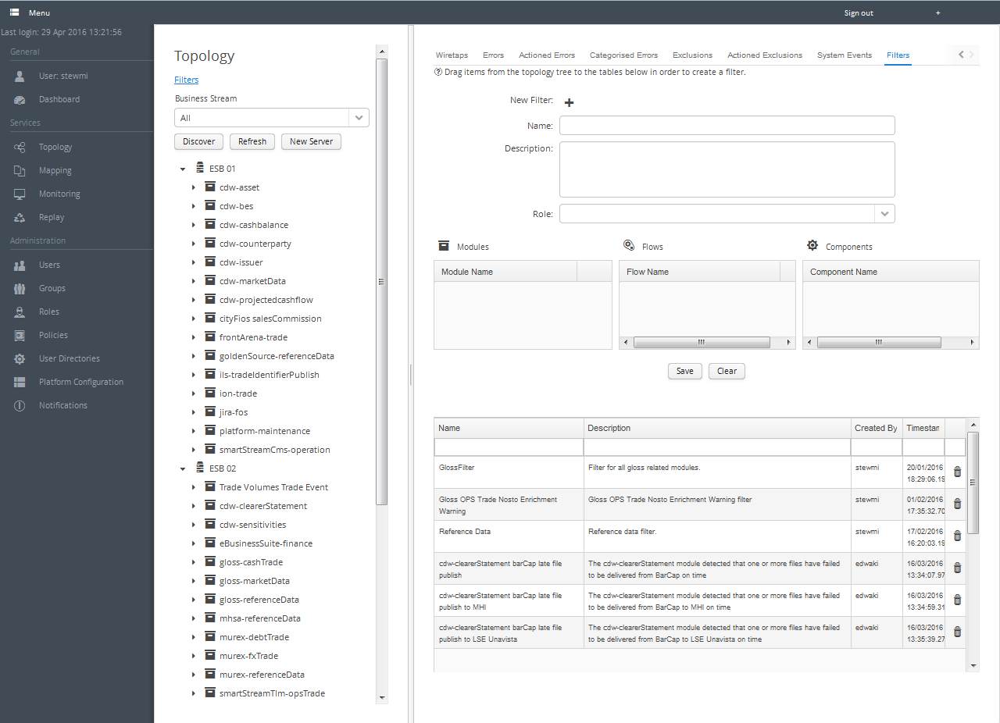 Menu
Sign out
+
Last login: 29 Apr 2016 13:21:56
General
User: stewmi
Dashboard
Services
Topology
Mapping
Monitoring
Replay
Administration
Users
Groups
Roles
Policies
User Directories
Platform Configuration
Notifications
Topology
Filters
Business Stream
All
Discover
Refresh
New Server
ESB 01
cdw-asset
cdw-bes
cdw-cashbalance
cdw-counterparty
cdw-issuer
cdw-marketData
cdw-projectedcashflow
cityFios salesCommission
frontArena-trade
goldenSource-referenceData
ils-tradeIdentifierPublish
ion-trade
jira-fos
platform-maintenance
smartStreamCms-operation
ESB 02
Trade Volumes Trade Event
cdw-clearerStatement
cdw-sensitivities
eBusinessSuite-finance
gloss-cashTrade
gloss-marketData
gloss-referenceData
mhsa-referenceData
murex-debtTrade
murex-fxTrade
murex-referenceData
smartStreamTlm-opsTrade
Wiretaps
Errors
Actioned Errors
Categorised Errors
Exclusions
Actioned Exclusions
System Events
Filters
Drag items from the topology tree to the tables below in order to create a filter.
New Filter:
Name:
Description:
Role:
Modules
Flows
Components
Module Name
Flow Name
Component Name
Save
Clear
Name
Description
Created By
Timestar
GlossFilter
Filter for all gloss related modules.
stewmi
20/01/2016
18:29:06.19
Gloss OPS Trade Nosto Enrichment
Warning
Gloss OPS Trade Nosto Enrichment Warning filter
stewmi
01/02/2016
17:35:32.70
Reference Data
Reference data filter.
stewmi
17/02/2016
16:20:03.19
cdw-clearerStatement barCap late file
publish
The cdw-clearerStatement module detected that one or more files have failed
to be delivered from BarCap on time
edwaki
16/03/2016
13:34:07.97
cdw-clearerStatement barCap late file
publish to MHI
The cdw-clearerStatement module detected that one or more files have failed
to be delivered from BarCap to MHI on time
edwaki
16/03/2016
13:34:59.31
cdw-clearerStatement barCap late file
publish to LSE Unavista
The cdw-clearerStatement module detected that one or more files have failed
to be delivered from BarCap to LSE Unavista on time
edwaki
16/03/2016
13:35:39.27